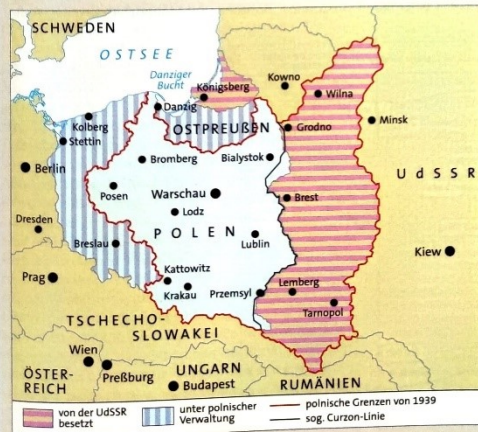 SCHWEDEN
OSTSEE
Danziger
Bucht
Königsberg
Kowno
Wilna
Danzig
Kolberg
OSTPREUßEN
Grodno
Minsk
Stettin
Bromberg
Bialystok
Berlin
UdSSR
Posen
Warschau
Brest
Lodz
Dresden
POLEN
Breslau
Lublin
Kiew
Kattowitz
Prag
Krakau
Przemsyl
Lemberg
Tarnopol
TSCHECHO-
SLOWAKEI
Wien
ÖSTER-
REICH
Preßburg
UNGARN
Budapest
RUMÄNIEN
von der UdSSR
besetzt
unter polnischer
Verwaltung
polnische Grenzen von 1939
sog. Curzon-Linie